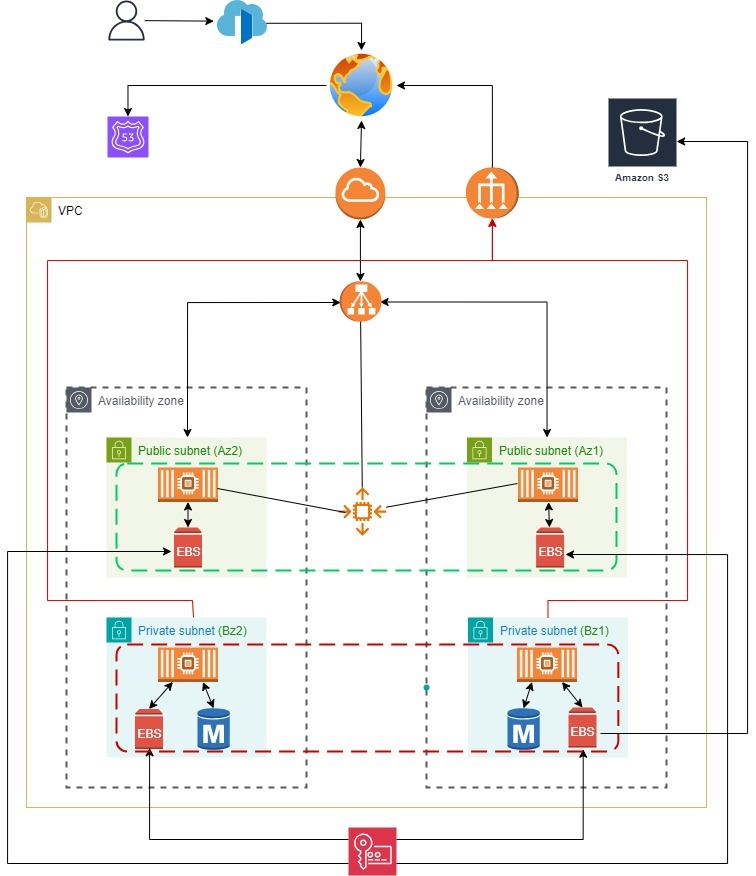 53
Amazon S3
VPC
Availability zone
Availability zone
Public subnet (Az2)
Public subnet (Az1)
EBS
EBS
Private subnet (Bz2)
Private subnet (Bz1)
EBS
M
M
EBS